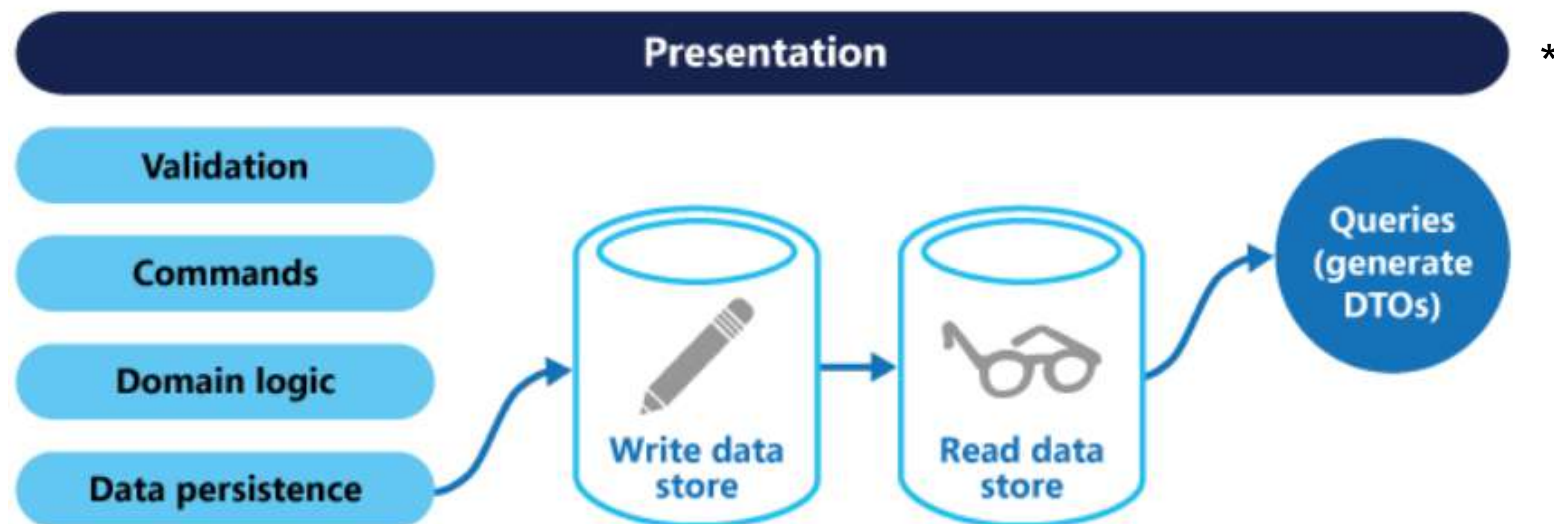 Presentation
*
Validation
Commands
Domain logic
Data persistence
Write data
store
Read data
store
Queries
(generate
DTOs)